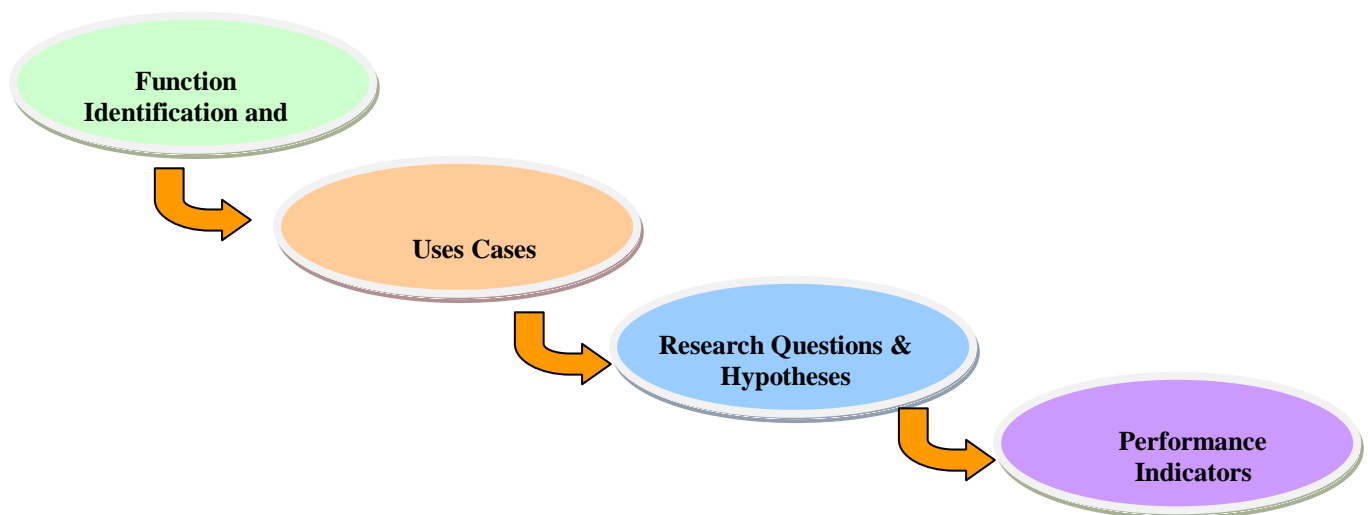 Function
Identification and
Uses Cases
Research Questions &
Hypotheses
Performance
Indicators